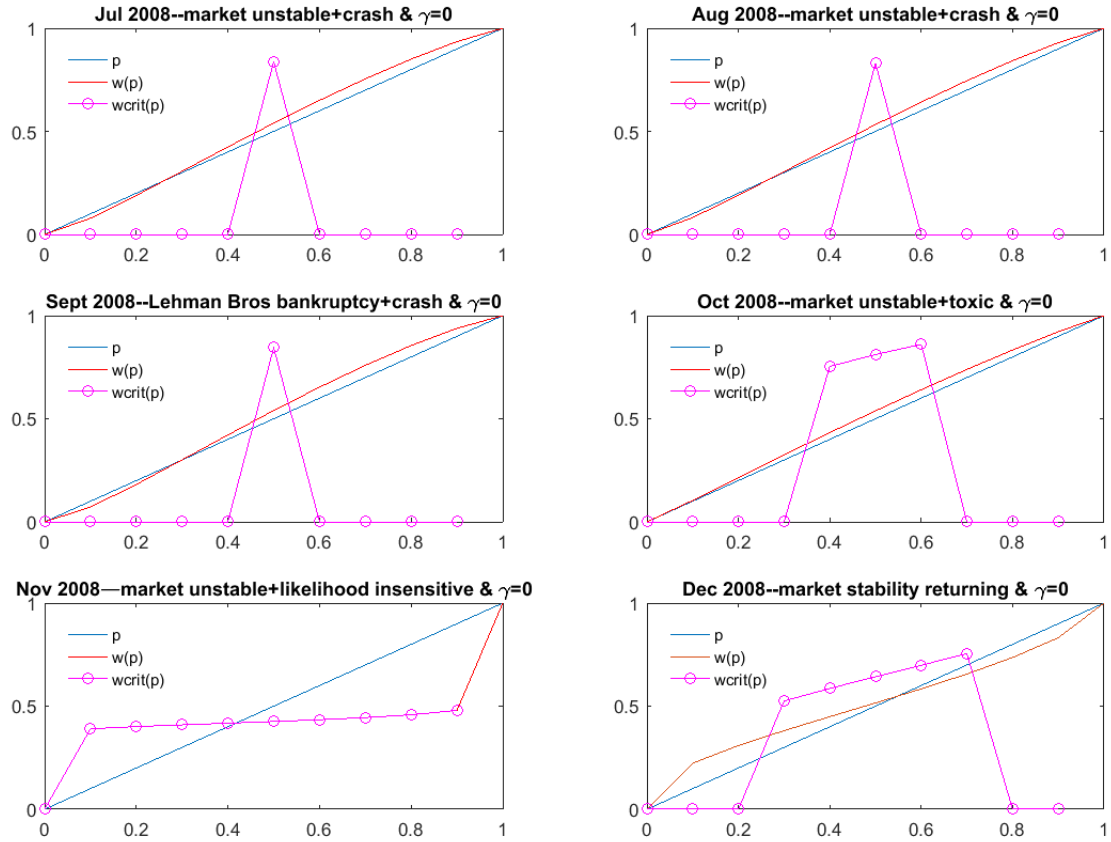 Jul 2008--market unstable+crash & γ=0
1
0.5
0
p
w(p)
wcrit(p)
0 0.2 0.4 0.6 0.8 1
Aug 2008--market unstable+crash & γ=0
1
0.5
0
p
w(p)
wcrit(p)
0 0.2 0.4 0.6 0.8 1
Sept 2008--Lehman Bros bankruptcy+crash & γ=0
1
0.5
0
p
w(p)
wcrit(p)
0 0.2 0.4 0.6 0.8 1
Oct 2008--market unstable+toxic & γ=0
1
0.5
0
p
w(p)
wcrit(p)
0 0.2 0.4 0.6 0.8 1
Nov 2008—market unstable+likelihood insensitive & γ=0
1
0.5
0
p
w(p)
wcrit(p)
0 0.2 0.4 0.6 0.8 1
Dec 2008--market stability returning & γ=0
1
0.5
0
p
w(p)
wcrit(p)
0 0.2 0.4 0.6 0.8 1